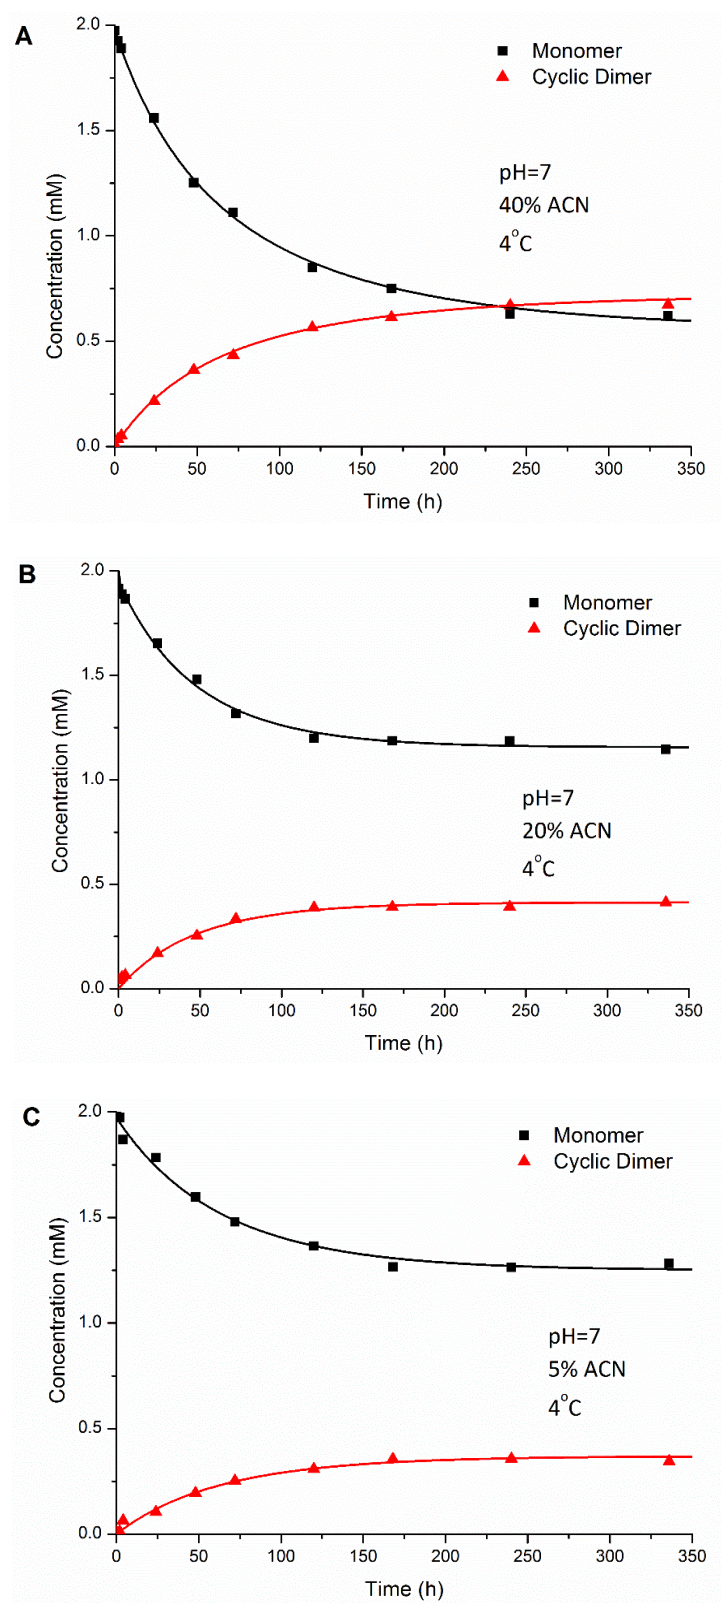 A
2.0
1.5
1.0
0.5
0.0
Concentration (mM)
Monomer
Cyclic Dimer
pH=7
40% ACN
4°C
0 50 100 150 200 250 300 350
Time (h)
B
2.0
1.5
1.0
0.5
0.0
Concentration (mM)
Monomer
Cyclic Dimer
pH=7
20% ACN
4°C
0 50 100 150 200 250 300 350
Time (h)
C
2.0
1.5
1.0
0.5
0.0
Concentration (mM)
Monomer
Cyclic Dimer
pH=7
5% ACN
4°C
0 50 100 150 200 250 300 350
Time (h)